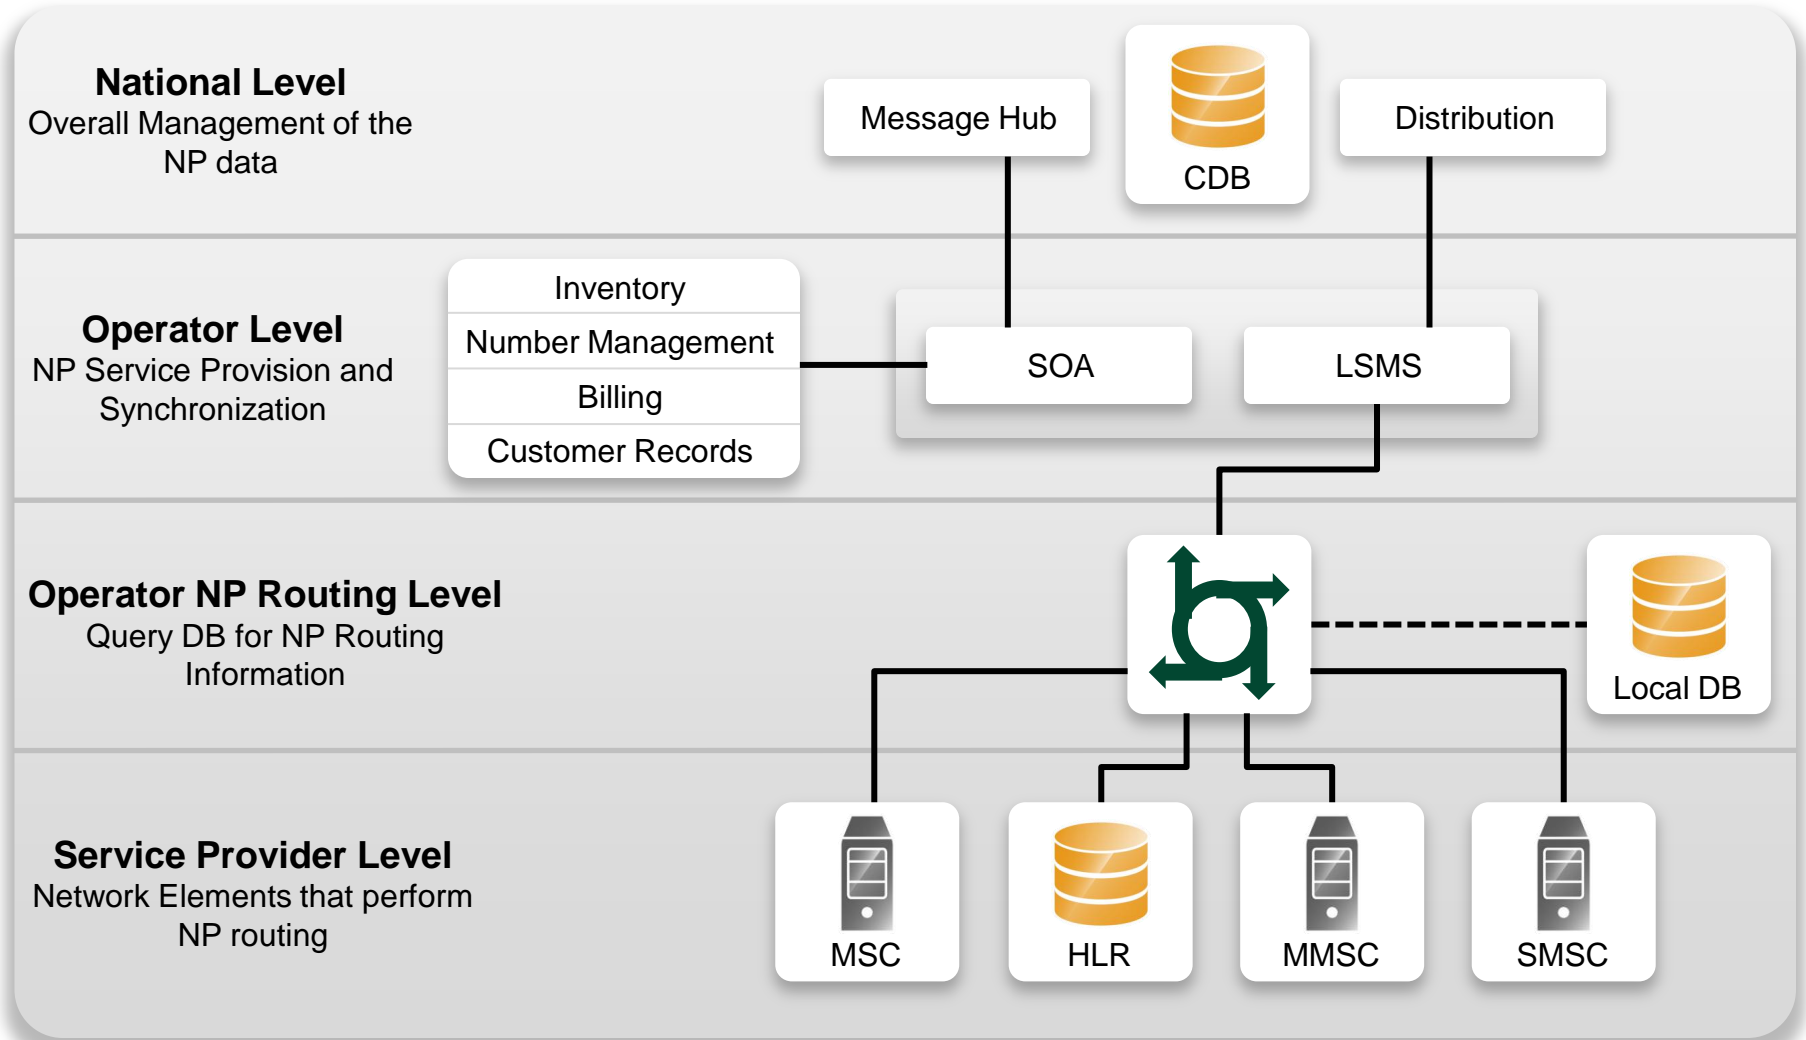 National Level
Overall Management of the
NP data
Message Hub
CDB
Distribution
Operator Level
NP Service Provision and
Synchronization
Inventory
Number Management
Billing
Customer Records
SOA
LSMS
Operator NP Routing Level
Query DB for NP Routing
Information
Local DB
Service Provider Level
Network Elements that perform
NP routing
MSC
HLR
MMSC
SMSC